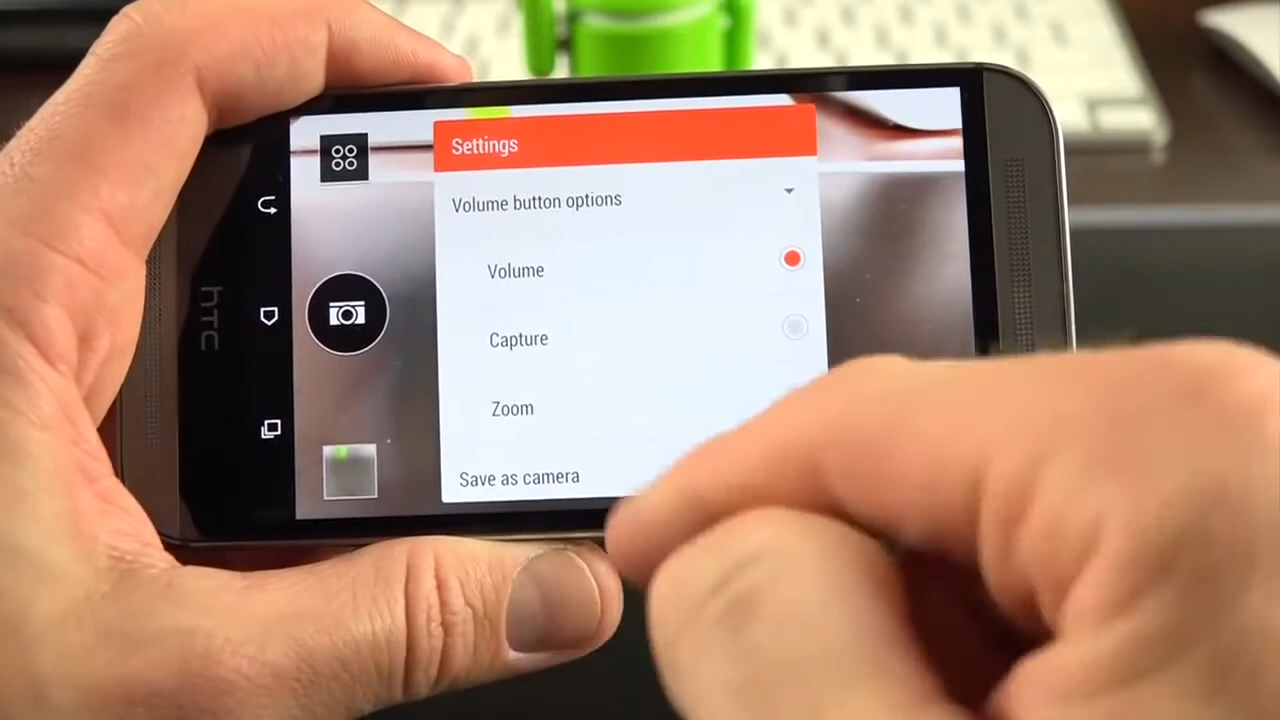 Settings
Volume button options
Volume
Capture
Zoom
Save as camera
hTC